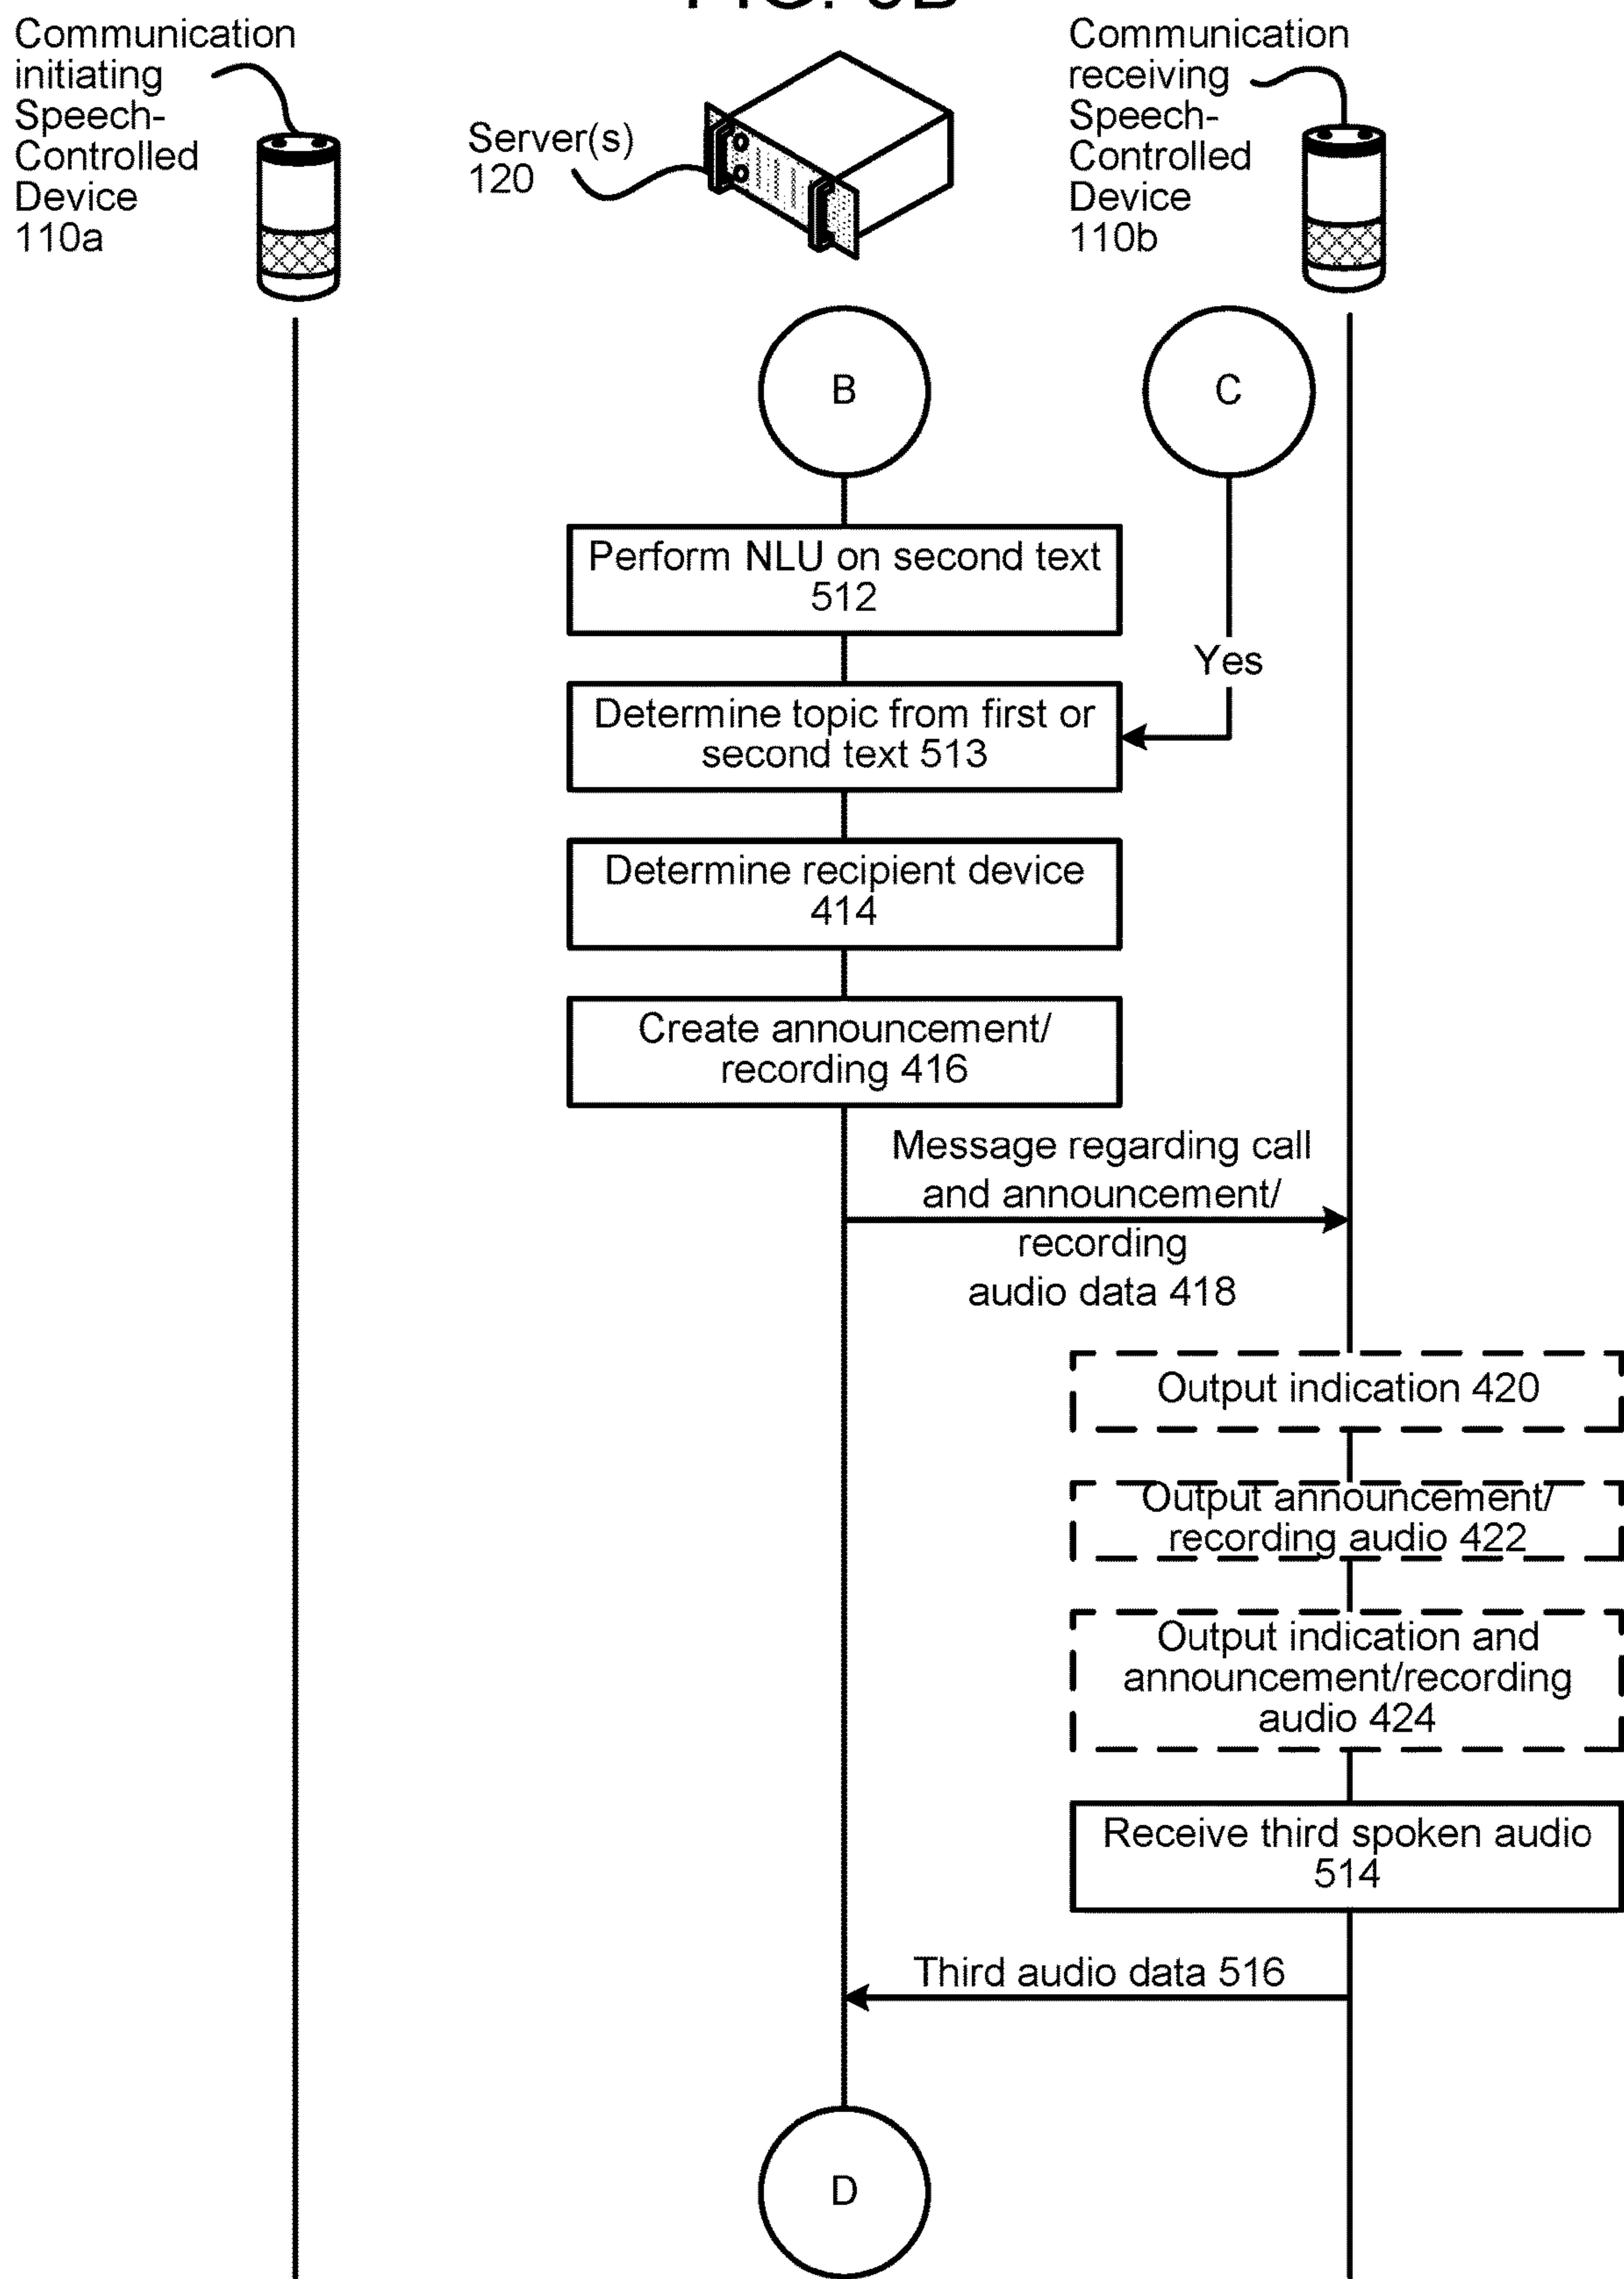 Communication
initiating
Speech-
Controlled
Device
110a
Server(s)
120
Communication
receiving
Speech-
Controlled
Device
110b
B
C
Perform NLU on second text
512
Yes
Determine topic from first or
second text 513
Determine recipient device
414
Create announcement/
recording 416
Message regarding call
and announcement/
recording
audio data 418
Output indication 420
Output announcement/
recording audio 422
Output indication and
announcement/recording
audio 424
Receive third spoken audio
514
Third audio data 516
D